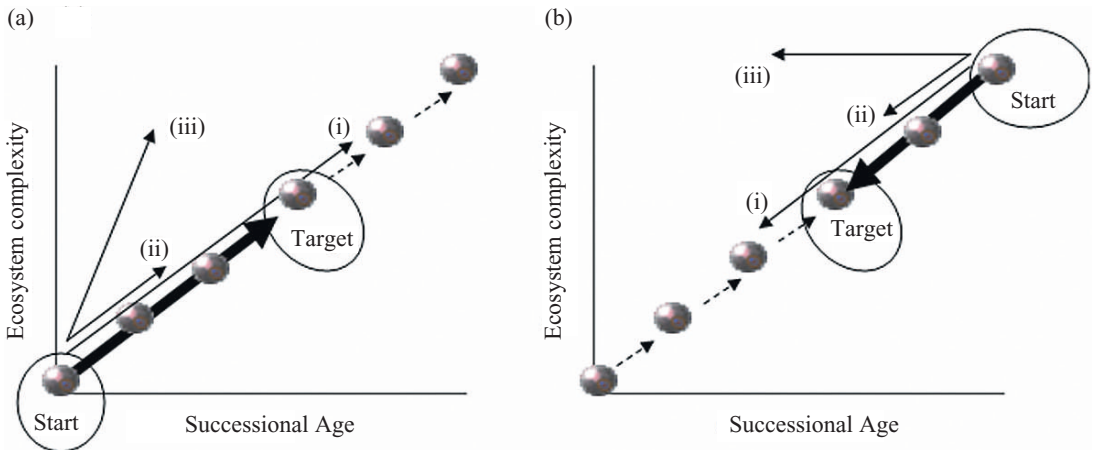 (a)
Ecosystem complexity
(iii)
(i)
(ii)
Target
Start
Successional Age
(b)
Ecosystem complexity
(iii)
Start
(ii)
(i)
Target
Successional Age